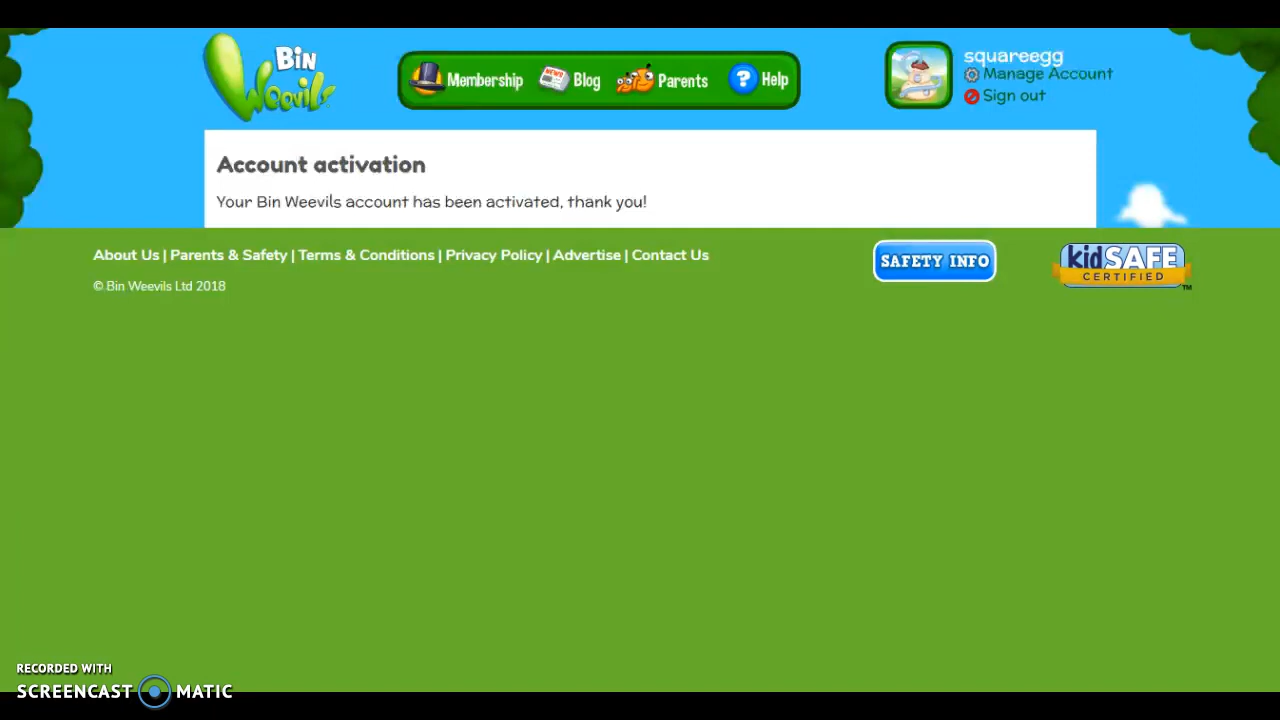 Bin
Weevils
Membership
NEWS
Blog
Parents
?
Help
squareegg
Manage Account
Sign out
Account activation
Your Bin Weevils account has been activated, thank you!
About Us | Parents & Safety | Terms & Conditions | Privacy Policy | Advertise | Contact Us
© Bin Weevils Ltd 2018
SAFETY INFO
kidSAFE
CERTIFIED
TM
RECORDED WITH
SCREENCAST MATIC